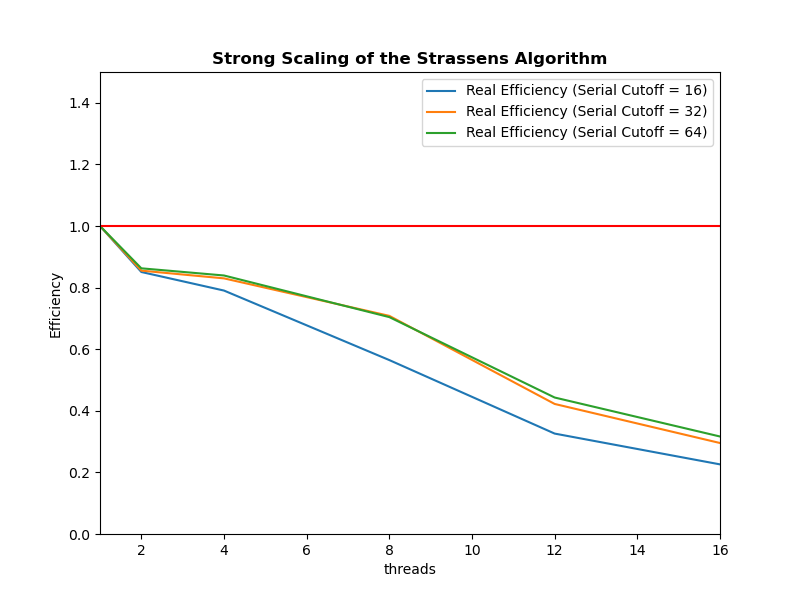 Strong Scaling of the Strassens Algorithm
Real Efficiency (Serial Cutoff = 16)
Real Efficiency (Serial Cutoff = 32)
Real Efficiency (Serial Cutoff = 64)
Efficiency
1.4
1.2
1.0
0.8
0.6
0.4
0.2
0.0
2 4 6 8 10 12 14 16
threads